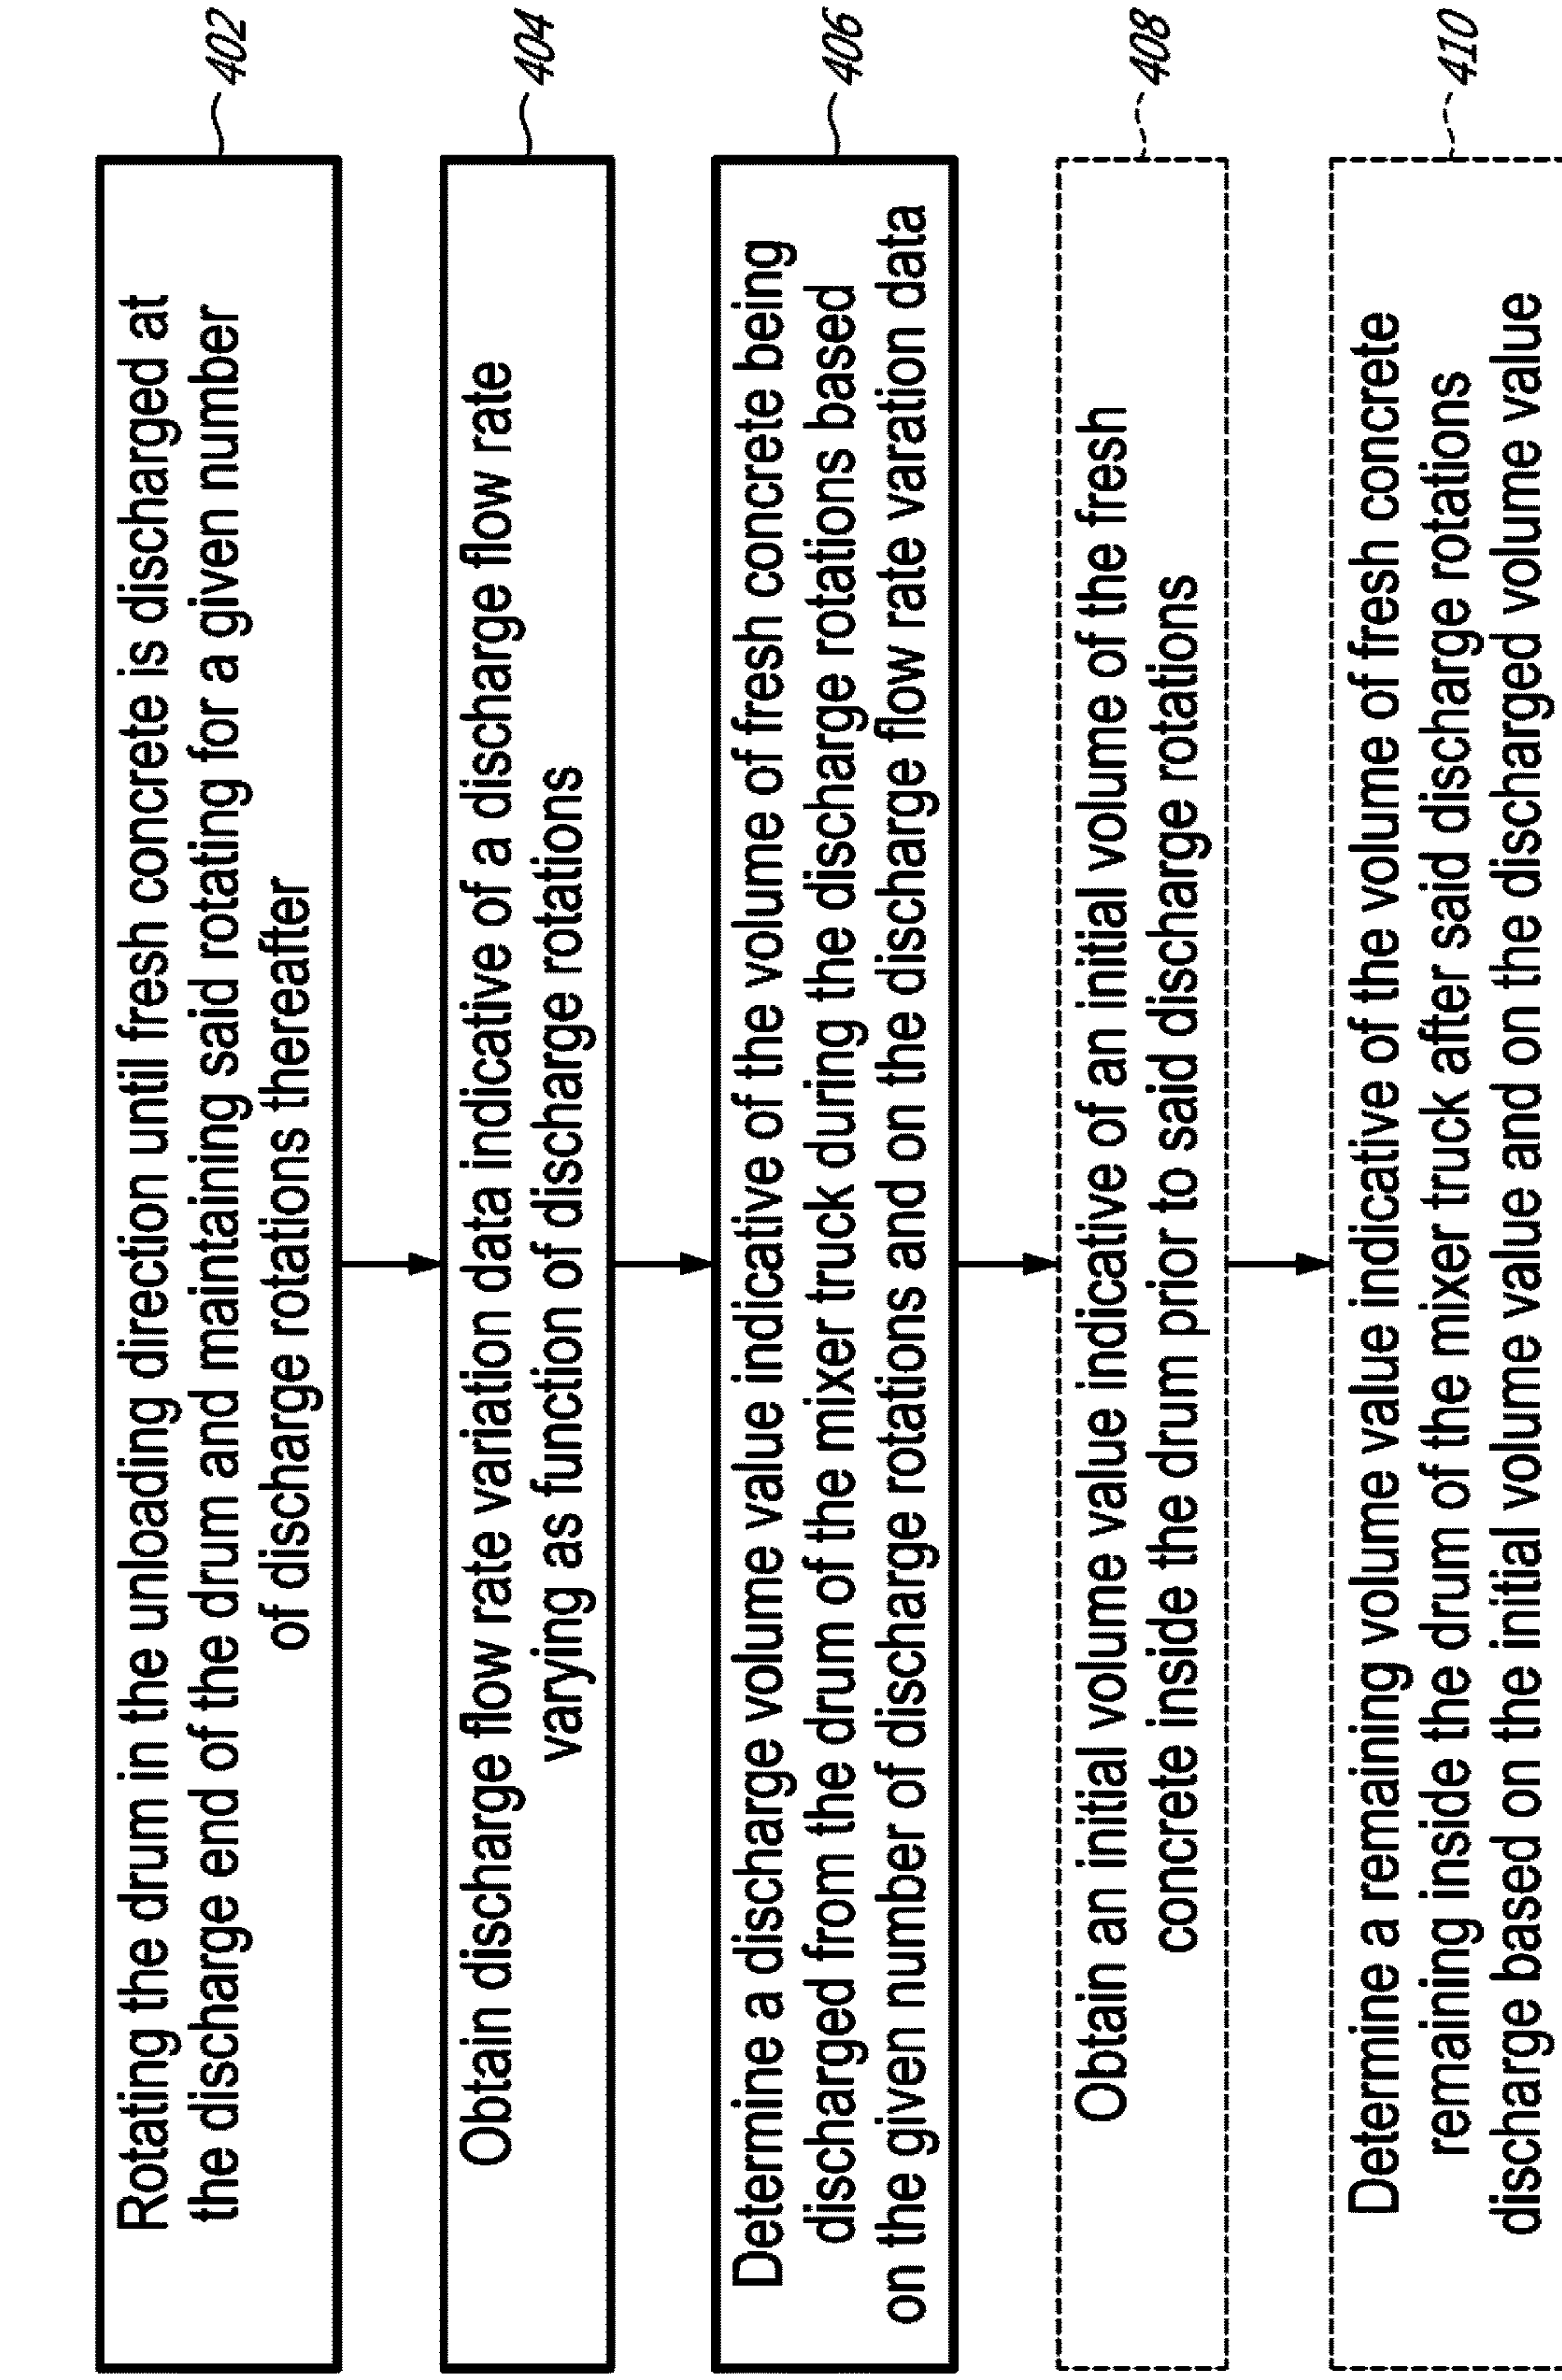 Rotating the drum in the unloading direction until fresh concrete is discharged at
the discharge end of the drum and maintaining said rotating for a given number
of discharge rotations thereafter
402
Obtain discharge flow rate variation data indicative of a discharge flow rate
varying as function of discharge rotations
404
Determine a discharge volume value indicative of the volume of fresh concrete being
discharged from the drum of the mixer truck during the discharge rotations based
on the given number of discharge rotations and on the discharge flow rate varation data
406
Obtain an initial volume value indicative of an initial volume of the fresh
concrete inside the drum prior to said discharge rotations
408
Determine a remaining volume value indicative of the volume of fresh concrete
remaining inside the drum of the mixer truck after said discharge rotations
discharge based on the initial volume value and on the discharged volume value
410